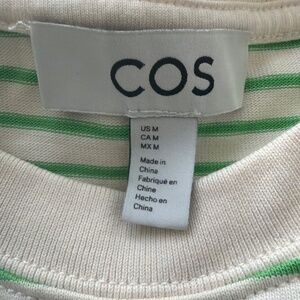 COS
US M
CA M
MX M
Made in
China
Fabriqué en
Chine
Hecho en
China